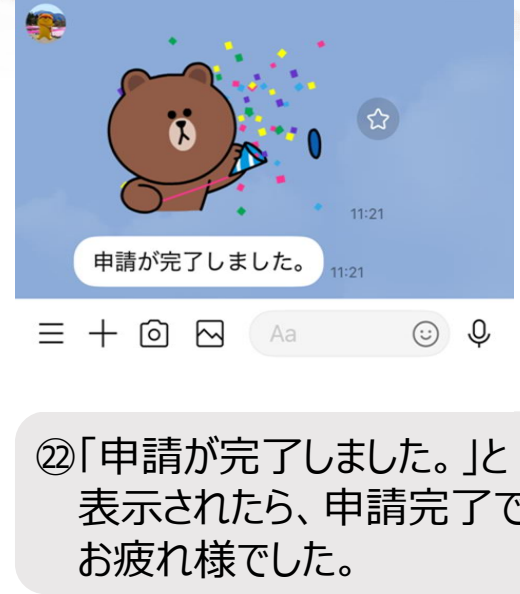 11:21
申請が完了しました。
11:21
Aa
㉒「申請が完了しました。」と
表示されたら、申請完了で
お疲れ様でした。